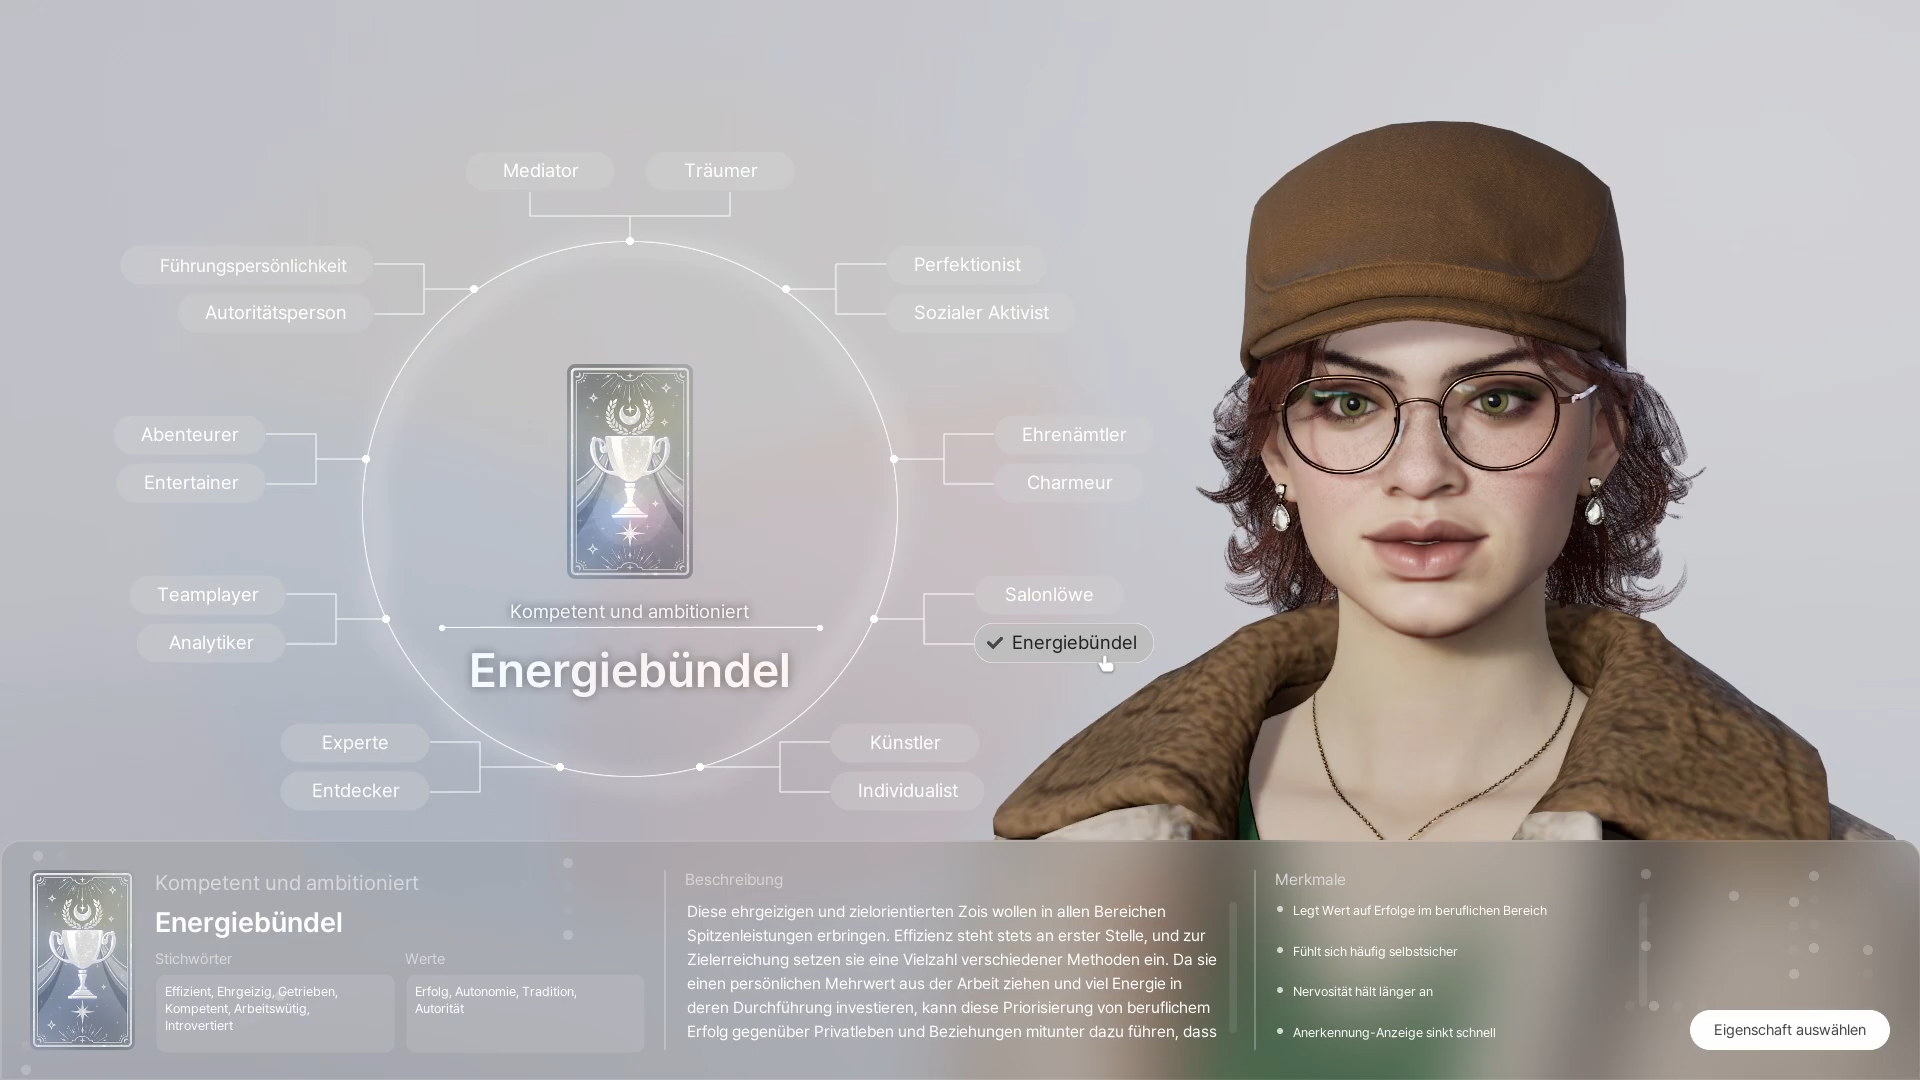 Mediator
Träumer
Führungspersönlichkeit
Autoritätsperson
Perfektionist
Sozialer Aktivist
Abenteurer
Entertainer
Ehrenämtler
Charmeur
Teamplayer
Analytiker
Salonlöwe
Energiebündel
Kompetent und ambitioniert
Energiebündel
Experte
Entdecker
Künstler
Individualist
Kompetent und ambitioniert
Energiebündel
Stichwörter
Effizient, Ehrgeizig, Getrieben,
Kompetent, Arbeitswütig,
Introvertiert
Werte
Erfolg, Autonomie, Tradition,
Autorität
Beschreibung
Diese ehrgeizigen und zielorientierten Zois wollen in allen Bereichen
Spitzenleistungen erbringen. Effizienz steht stets an erster Stelle, und zur
Zielerreichung setzen sie eine Vielzahl verschiedener Methoden ein. Da sie
einen persönlichen Mehrwert aus der Arbeit ziehen und viel Energie in
deren Durchführung investieren, kann diese Priorisierung von beruflichem
Erfolg gegenüber Privatleben und Beziehungen mitunter dazu führen, dass
Merkmale
Legt Wert auf Erfolge im beruflichen Bereich
Fühlt sich häufig selbstsicher
Nervosität hält länger an
Anerkennung-Anzeige sinkt schnell
Eigenschaft auswählen